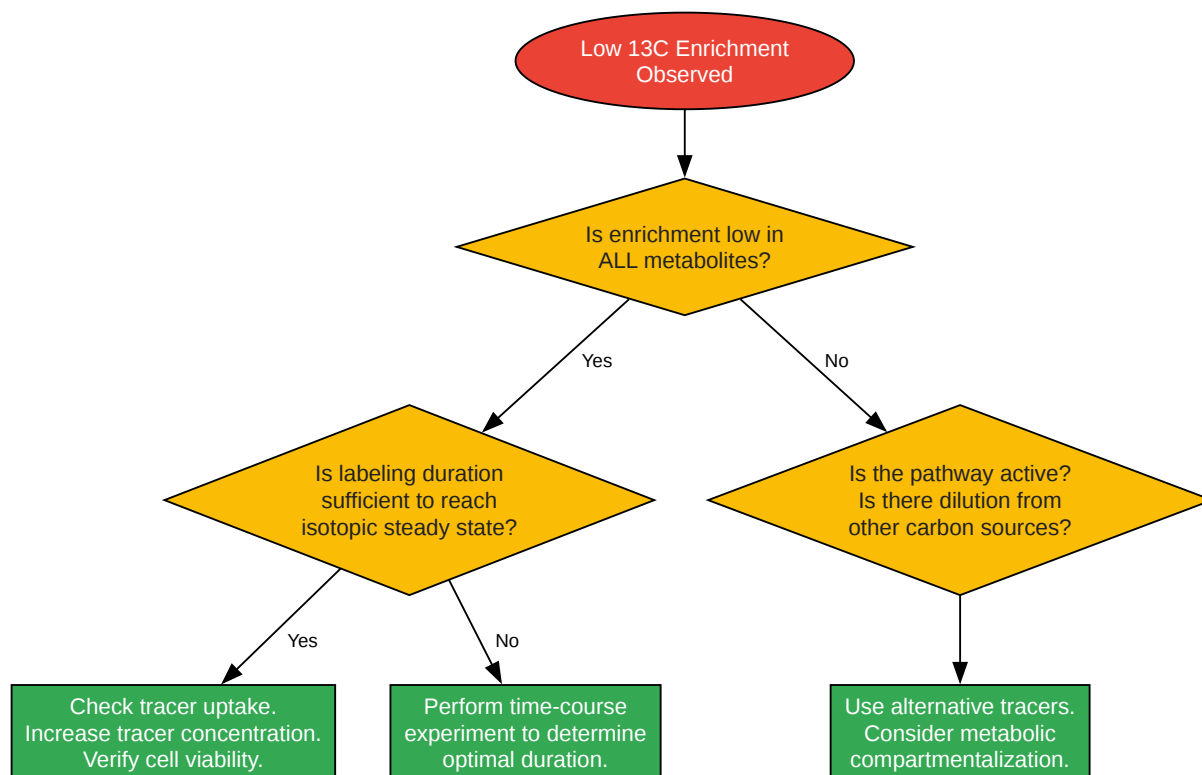 Low 13C Enrichment
Observed
Is enrichment low in
ALL metabolites?
Yes
No
Is labeling duration
sufficient to reach
isotopic steady state?
Is the pathway active?
Is there dilution from
other carbon sources?
Yes
No
Check tracer uptake.
Increase tracer concentration.
Verify cell viability.
Perform time-course
experiment to determine
optimal duration.
Use alternative tracers.
Consider metabolic
compartmentalization.